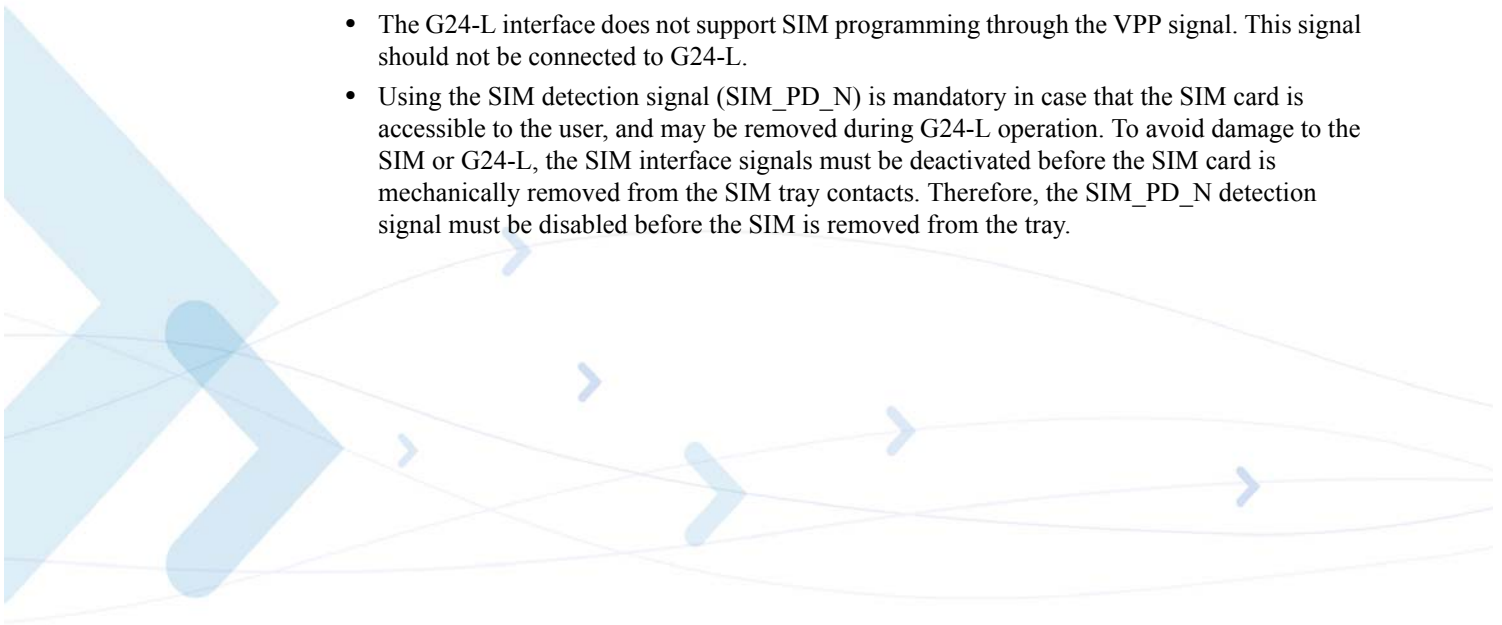 • The G24-L interface does not support SIM programming through the VPP signal. This signal
should not be connected to G24-L.
• Using the SIM detection signal (SIM_PD_N) is mandatory in case that the SIM card is
accessible to the user, and may be removed during G24-L operation. To avoid damage to the
SIM or G24-L, the SIM interface signals must be deactivated before the SIM card is
mechanically removed from the SIM tray contacts. Therefore, the SIM_PD_N detection
signal must be disabled before the SIM is removed from the tray.